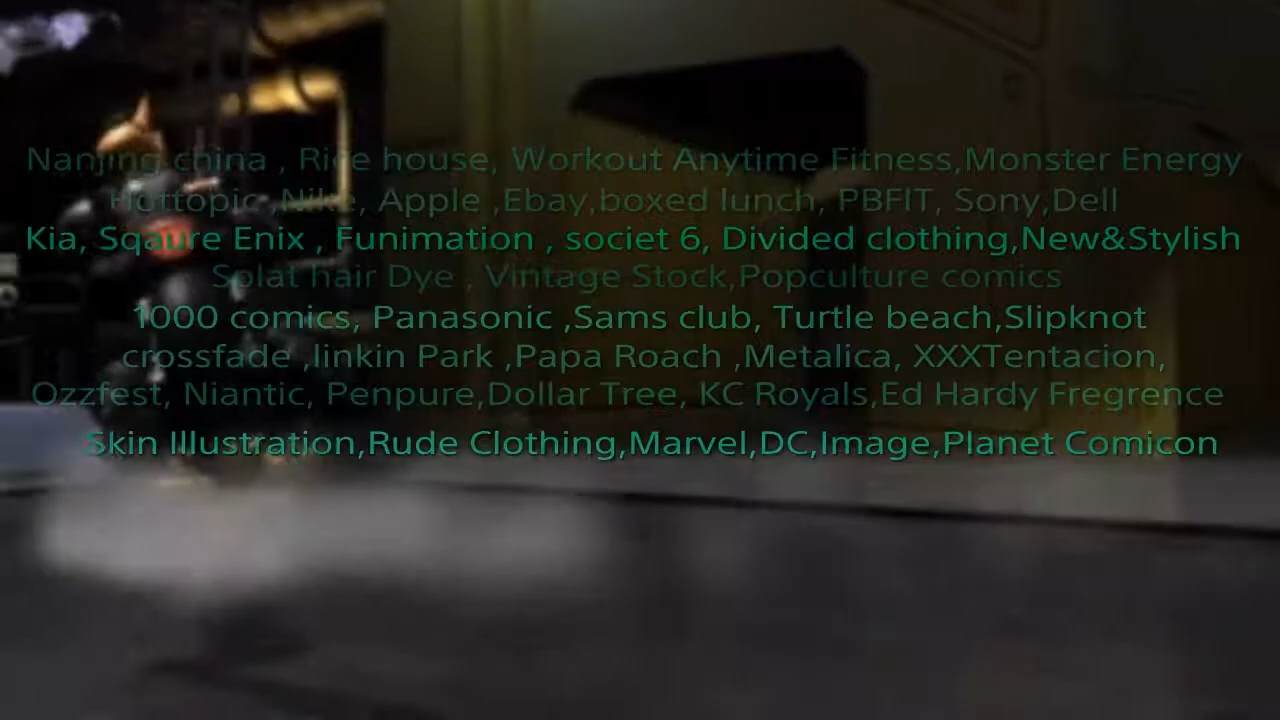 Nanjing china , Rice house, Workout Anytime Fitness,Monster Energy
Hottopic ,Nike, Apple ,Ebay,boxed lunch, PBFIT, Sony,Dell
Kia, Sqaure Enix , Funimation , societ 6, Divided clothing,New&Stylish
Splat hair Dye , Vintage Stock,Popculture comics
1000 comics, Panasonic ,Sams club, Turtle beach,Slipknot
crossfade ,linkin Park ,Papa Roach ,Metalica, XXXTentacion,
Ozzfest, Niantic, Penpure,Dollar Tree, KC Royals,Ed Hardy Fregrence
Skin Illustration,Rude Clothing,Marvel,DC,Image,Planet Comicon